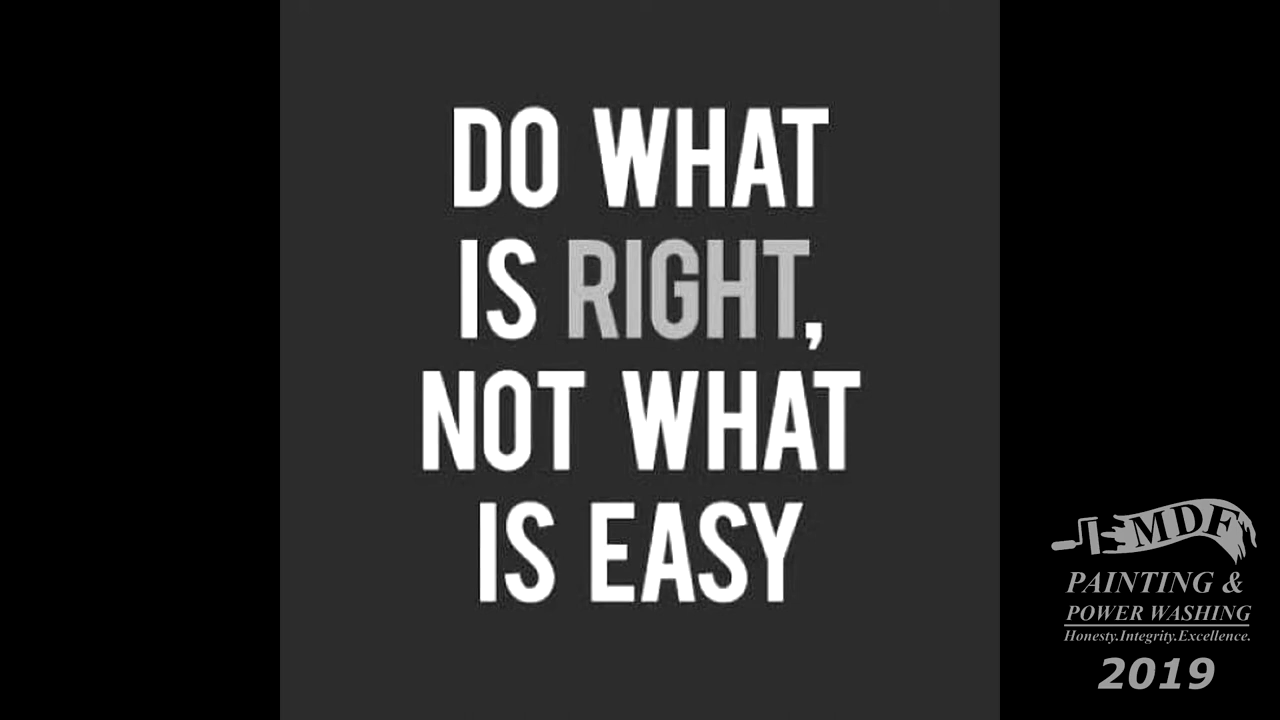 DO WHAT
IS RIGHT,
NOT WHAT
IS EASY
MDF
PAINTING &
POWER WASHING
Honesty.Integrity.Excellence.
2019